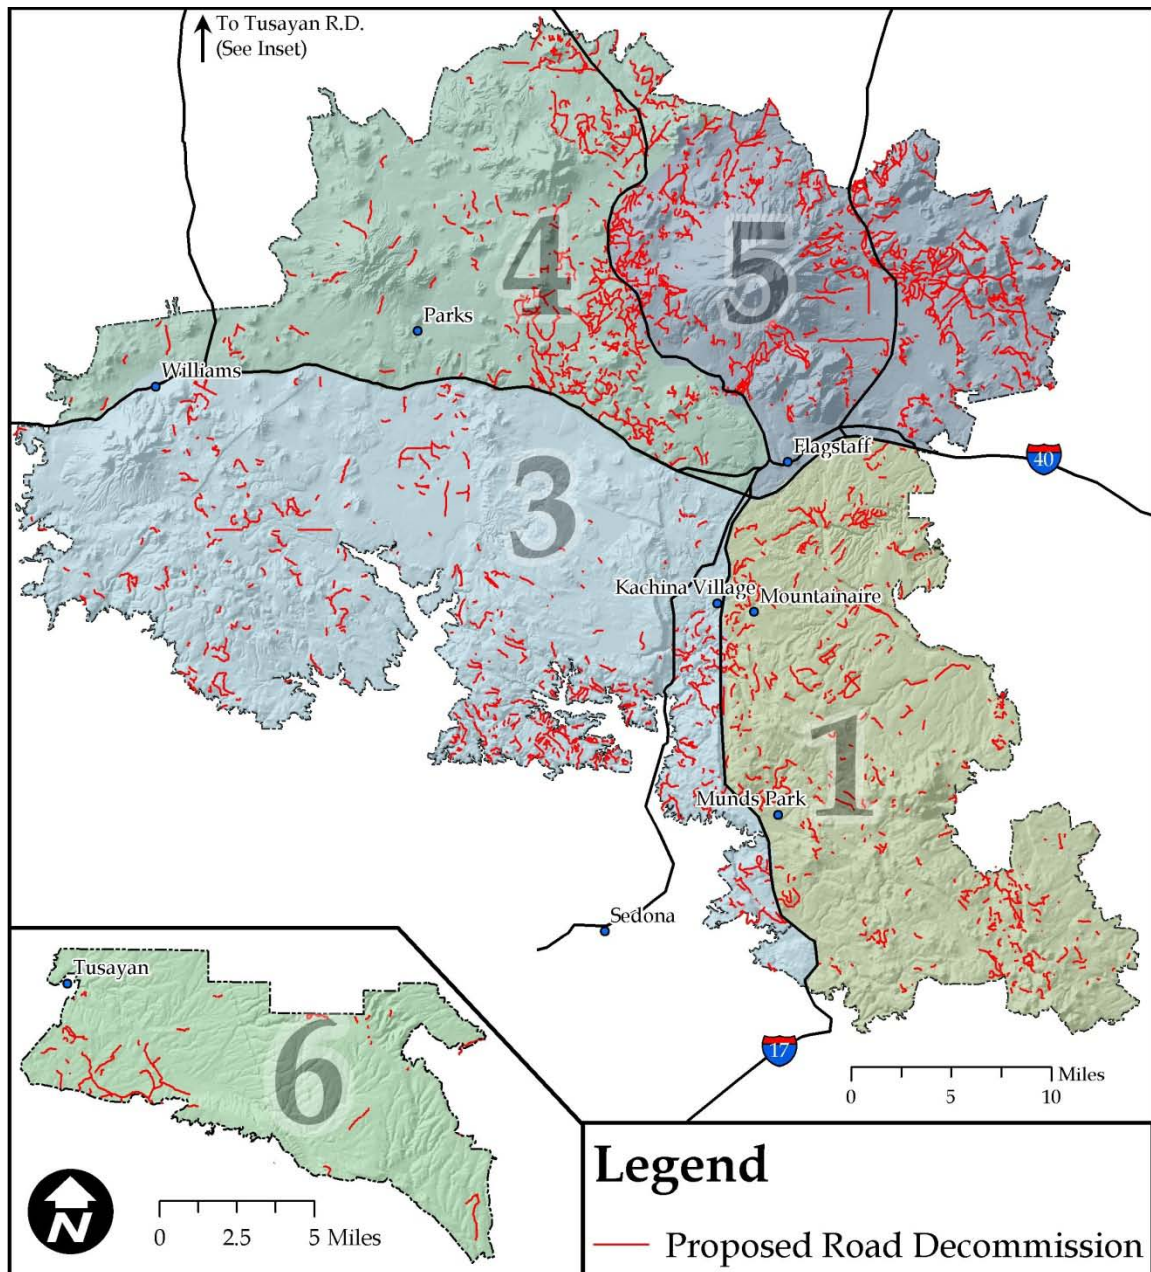 To Tusayan R.D.
(See Inset)
4
5
Parks
Williams
Flagstaff
40
3
Kachina Village
Mountainaire
1
Munds Park
Sedona
17
Miles
0 5 10
Tusayan
6
N
0 2.5 5 Miles
Legend
Proposed Road Decommission